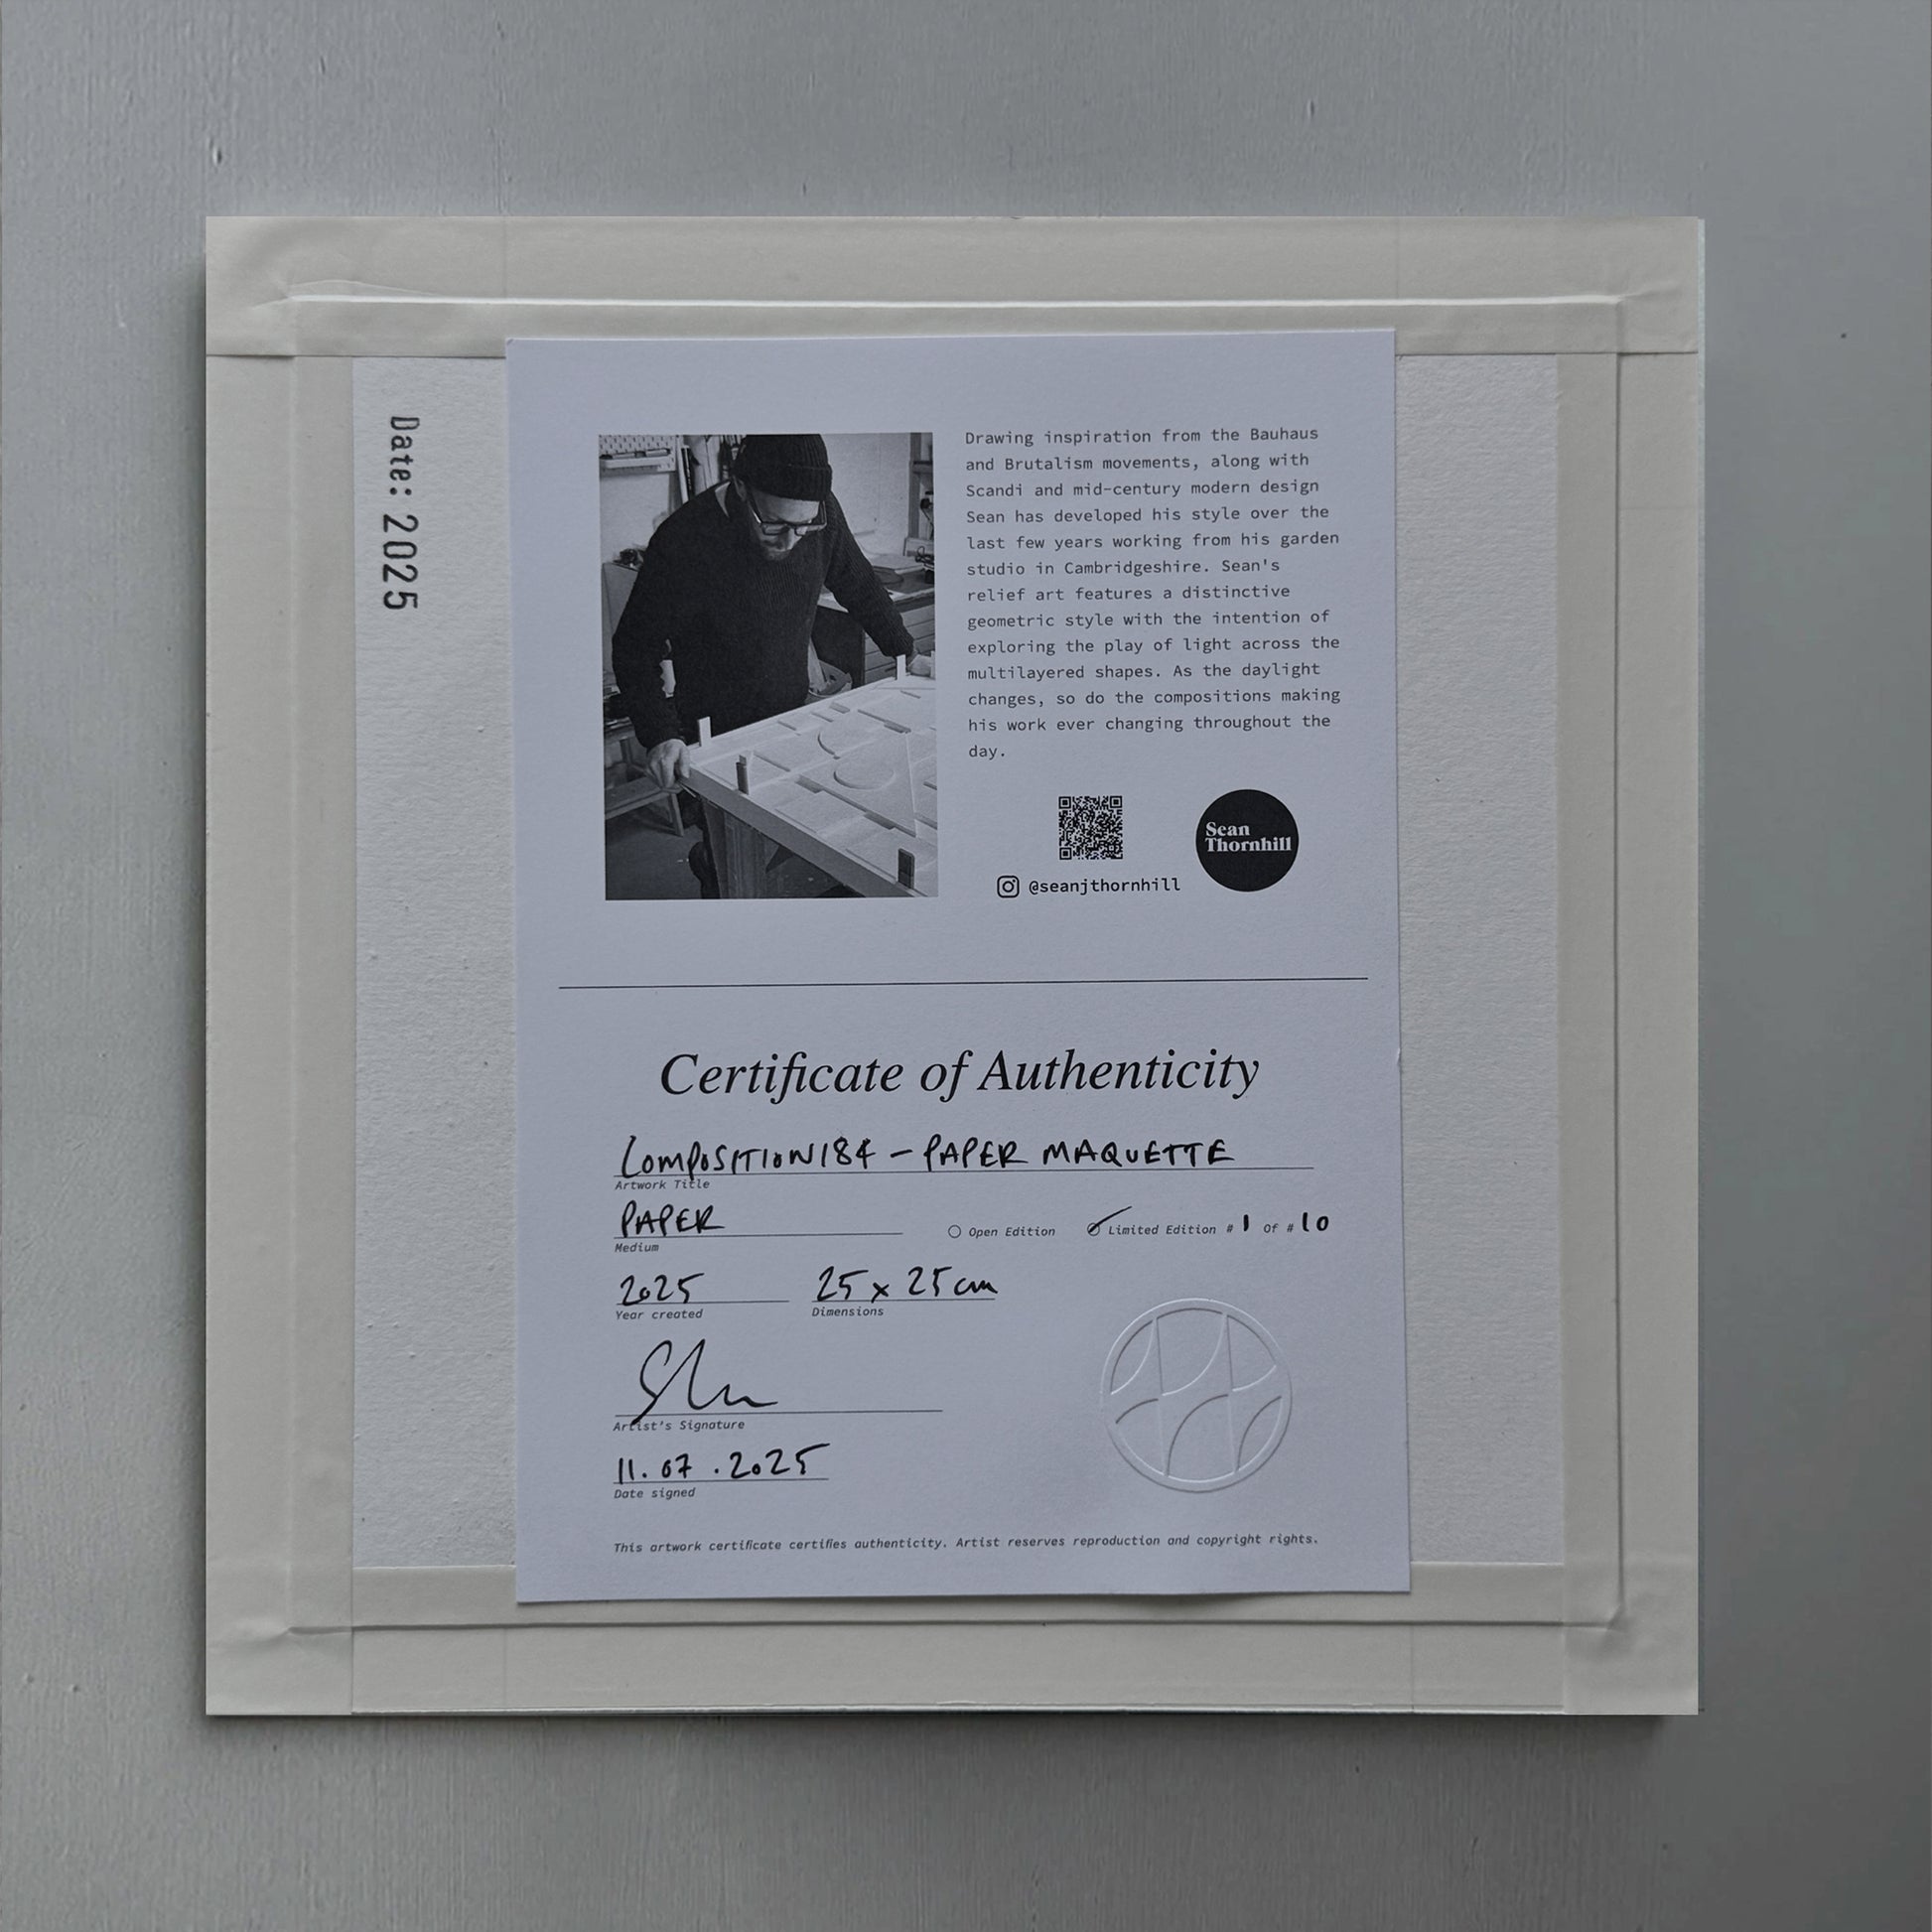 Date: 2025
Drawing inspiration from the Bauhaus
and Brutalism movements, along with
Scandi and mid-century modern design
Sean has developed his style over the
last few years working from his garden
studio in Cambridgeshire. Sean's
relief art features a distinctive
geometric style with the intention of
exploring the play of light across the
multilayered shapes. As the daylight
changes, so do the compositions making
his work ever changing throughout the
day.
@seanjthornhill
Sean
Thornhill
Certificate of Authenticity
COMPOSITION 184 – PAPER MAQUETTE
Artwork Title
PAPER
Medium
Open Edition
Limited Edition # 1 Of # 10
2025
Year created
25 x 25 cm
Dimensions
Artist's Signature
11.07.2025
Date signed
This artwork certificate certifies authenticity. Artist reserves reproduction and copyright rights.